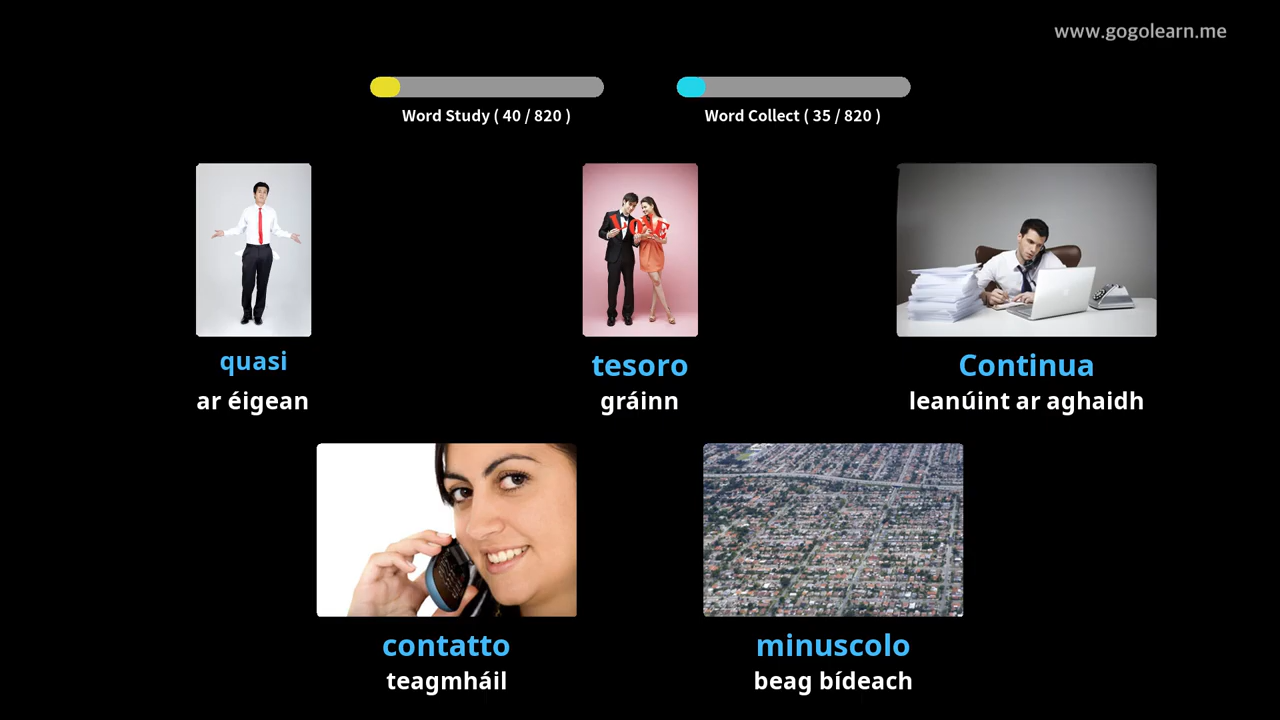 www.gogolearn.me
Word Study ( 40 / 820 )
Word Collect ( 35 / 820 )
quasi
ar éigean
LOVE
tesoro
gráinn
Continua
leanúint ar aghaidh
contatto
teagmháil
minuscolo
beag bídeach